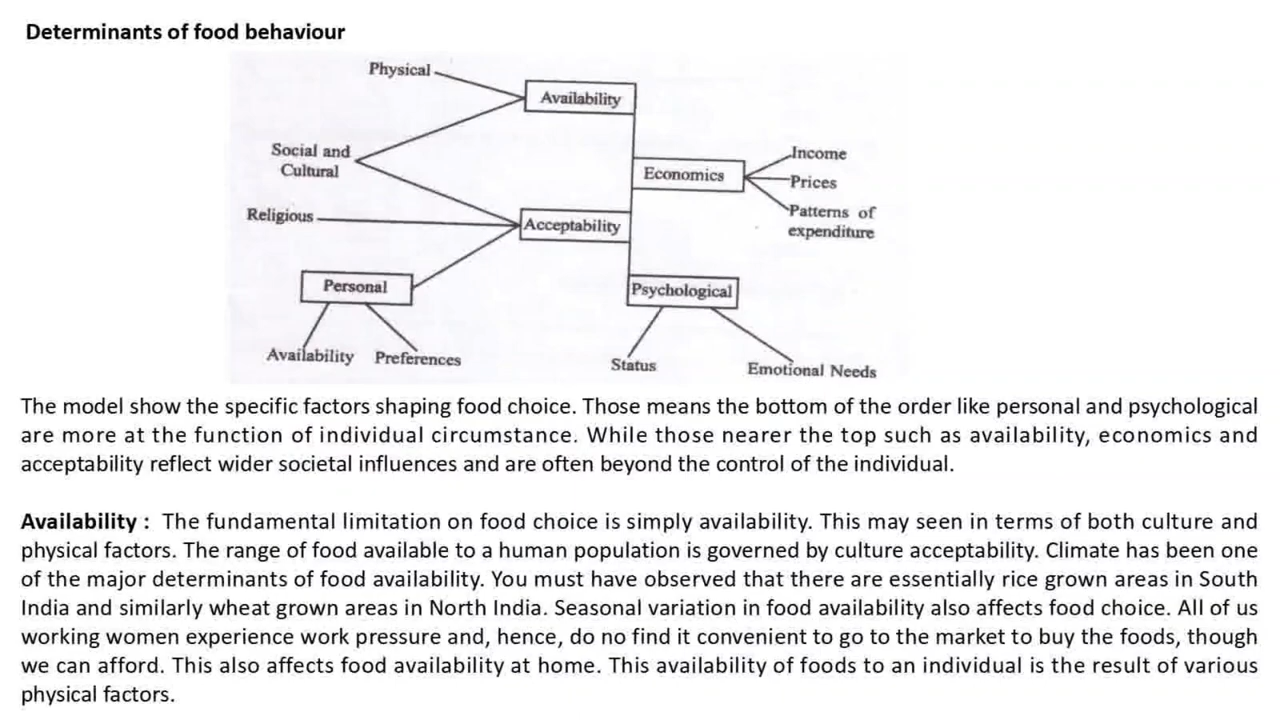 Determinants of food behaviour
Physical
Availability
Social and
Cultural
Income
Economics
Prices
Patterns of
expenditure
Religious
Acceptability
Personal
Psychological
Availability
Preferences
Status
Emotional Needs
The model show the specific factors shaping food choice. Those means the bottom of the order like personal and psychological
are more at the function of individual circumstance. While those nearer the top such as availability, economics and
acceptability reflect wider societal influences and are often beyond the control of the individual.
Availability : The fundamental limitation on food choice is simply availability. This may seen in terms of both culture and
physical factors. The range of food available to a human population is governed by culture acceptability. Climate has been one
of the major determinants of food availability. You must have observed that there are essentially rice grown areas in South
India and similarly wheat grown areas in North India. Seasonal variation in food availability also affects food choice. All of us
working women experience work pressure and, hence, do no find it convenient to go to the market to buy the foods, though
we can afford. This also affects food availability at home. This availability of foods to an individual is the result of various
physical factors.